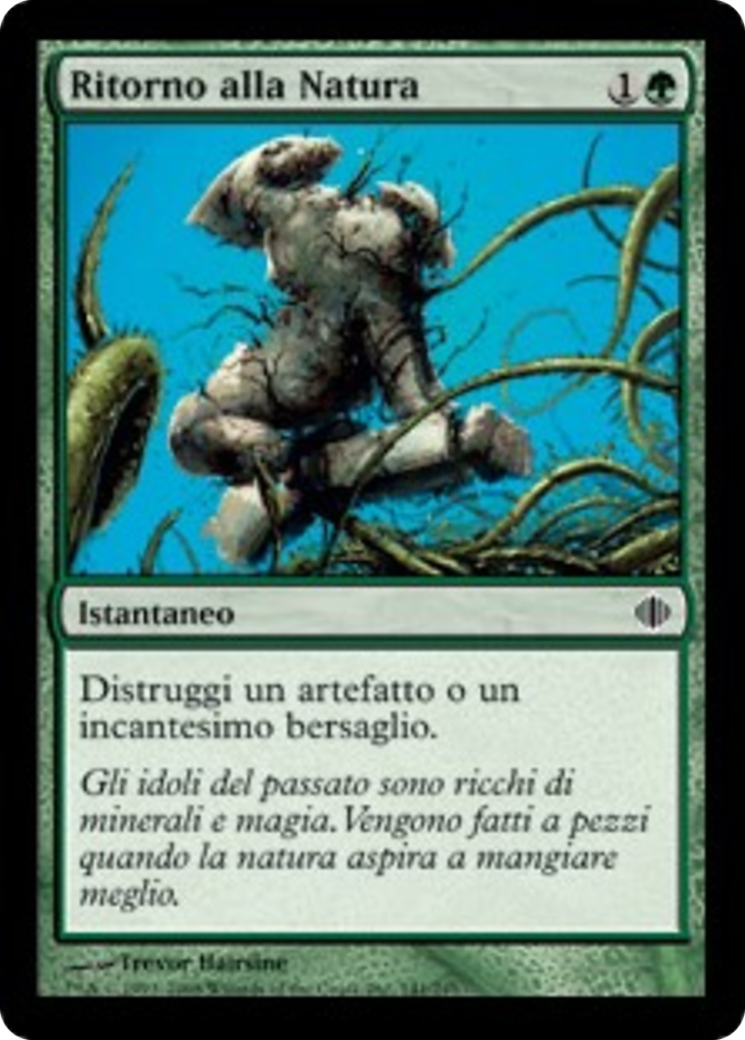 Ritorno alla Natura 1
Istantaneo
Distruggi un artefatto o un
incantesimo bersaglio.
Gli idoli del passato sono ricchi di
minerali e magia. Vengono fatti a pezzi
quando la natura aspira a mangiare
meglio.
Trevor Hairsine